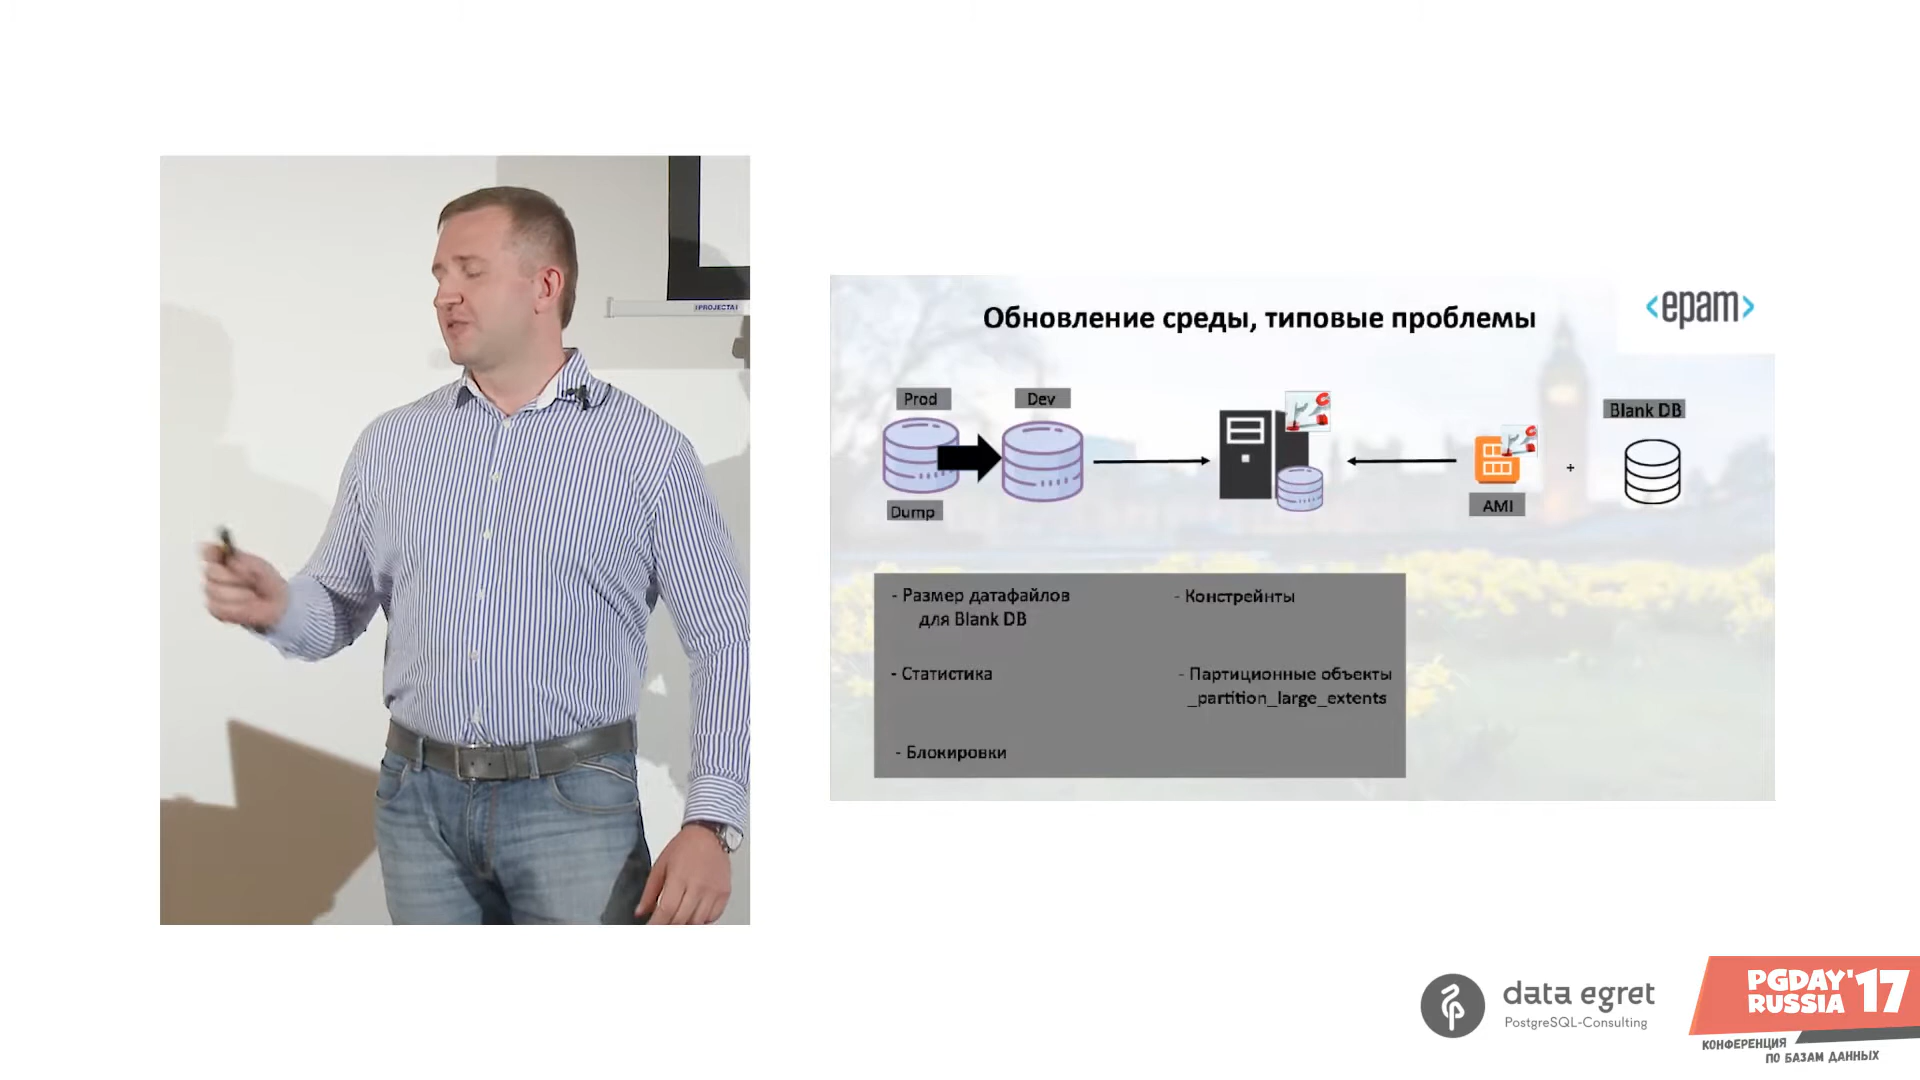 PROJECTA
Обновление среды, типовые проблемы
<epam>
Prod
Dev
Dump
AMI
+
Blank DB
- Размер датафайлов
для Blank DB
- Статистика
- Блокировки
- Констрейнты
- Партиционные объекты
_partition_large_extents
data egret
PostgreSQL-Consulting
PGDAY'17
RUSSIA
КОНФЕРЕНЦИЯ
ПО БАЗАМ ДАННЫХ